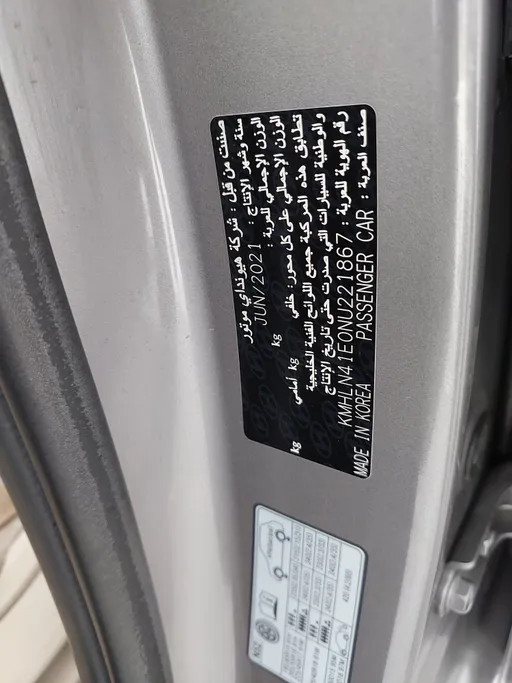 صنعت من قبل : شركة هيونداي موتور
سنة وشهر الإنتاج : JUN/2021
الوزن الإجمالي للعربة : kg
الوزن الإجمالي على كل محور: خلفي kg أمامي kg
تطابق هذه المركبة جميع اللوائح الفنية الخليجية
والوطنية للسيارات التي صدرت حتى تاريخ الإنتاج
رقم الهوية للعربة : KMHLN41E0NU221867
صنف العربة : PASSENGER CAR MADE IN KOREA